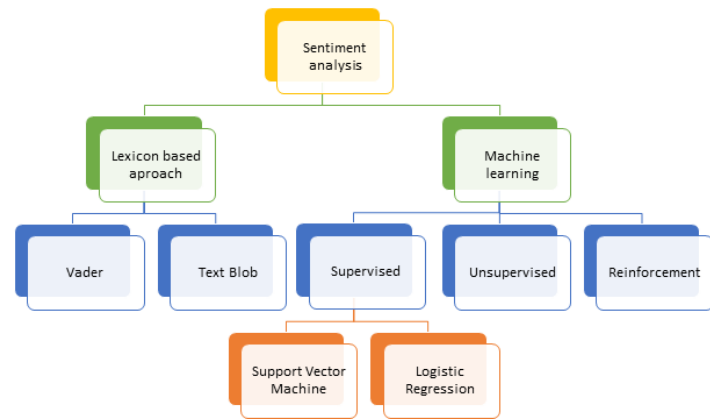 Sentiment
analysis
Lexicon based
aproach
Machine
learning
Vader
Text Blob
Supervised
Unsupervised
Reinforcement
Support Vector
Machine
Logistic
Regression